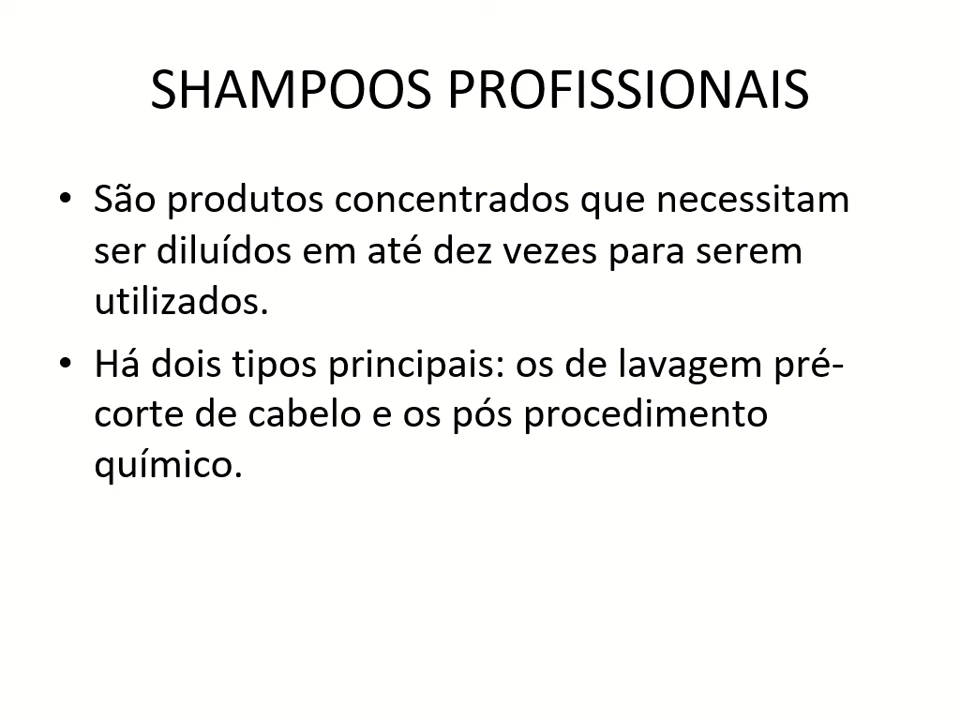 SHAMPOOS PROFISSIONAIS
• São produtos concentrados que necessitam
ser diluídos em até dez vezes para serem
utilizados.
• Há dois tipos principais: os de lavagem pré-
corte de cabelo e os pós procedimento
químico.